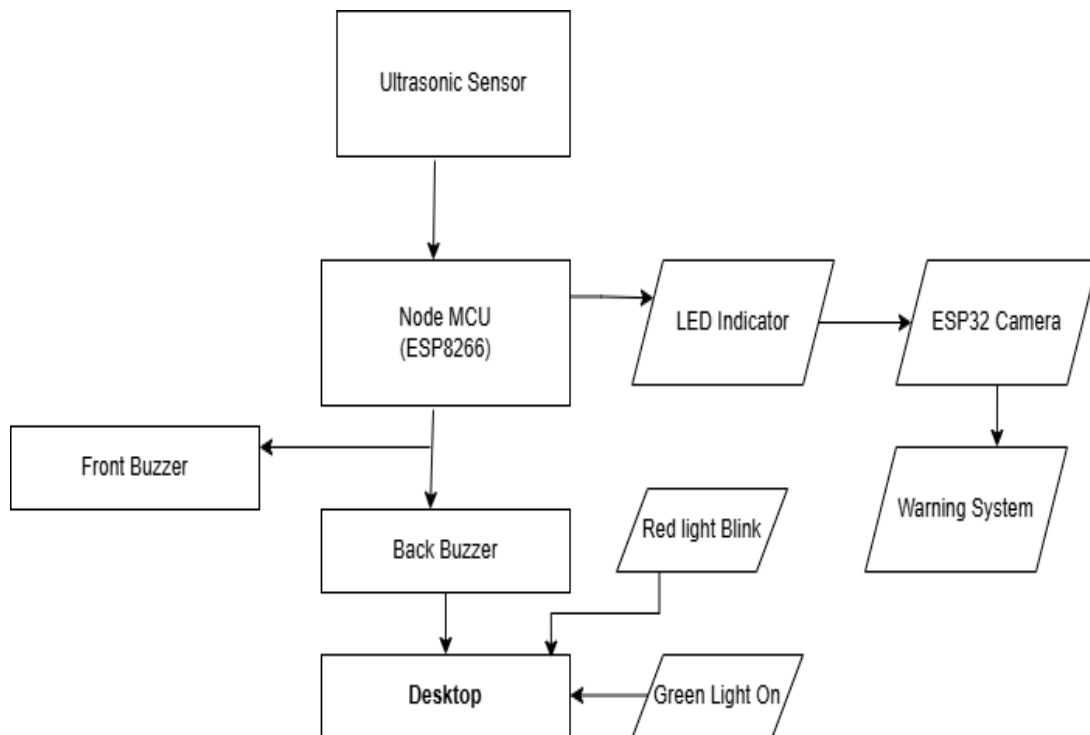 Ultrasonic Sensor
Node MCU
(ESP8266)
LED Indicator
ESP32 Camera
Front Buzzer
Back Buzzer
Red light Blink
Warning System
Desktop
Green Light On